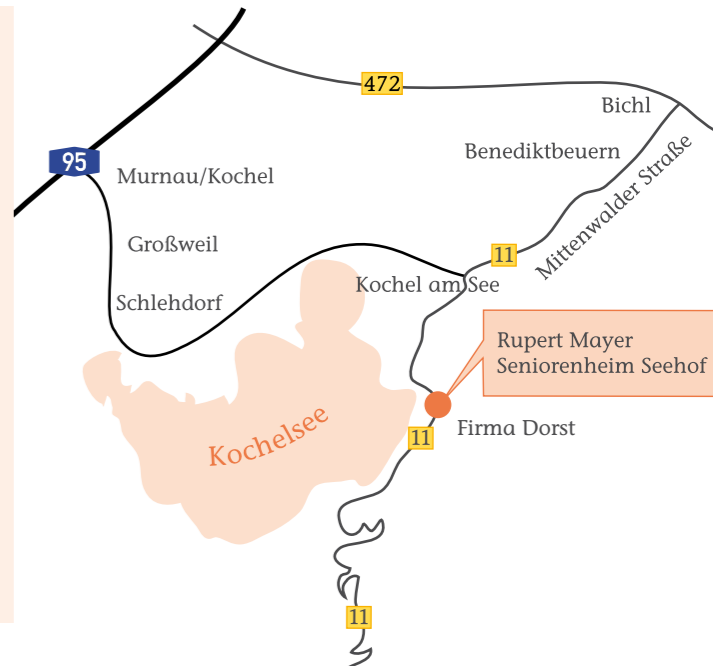 472
Bichl
Benediktbeuern
95
Murnau/Kochel
Mittenwalder Straße
Großweil
11
Kochel am See
Schlehdorf
Rupert Mayer
Seniorenheim Seehof
Kochelsee
Firma Dorst
11
11